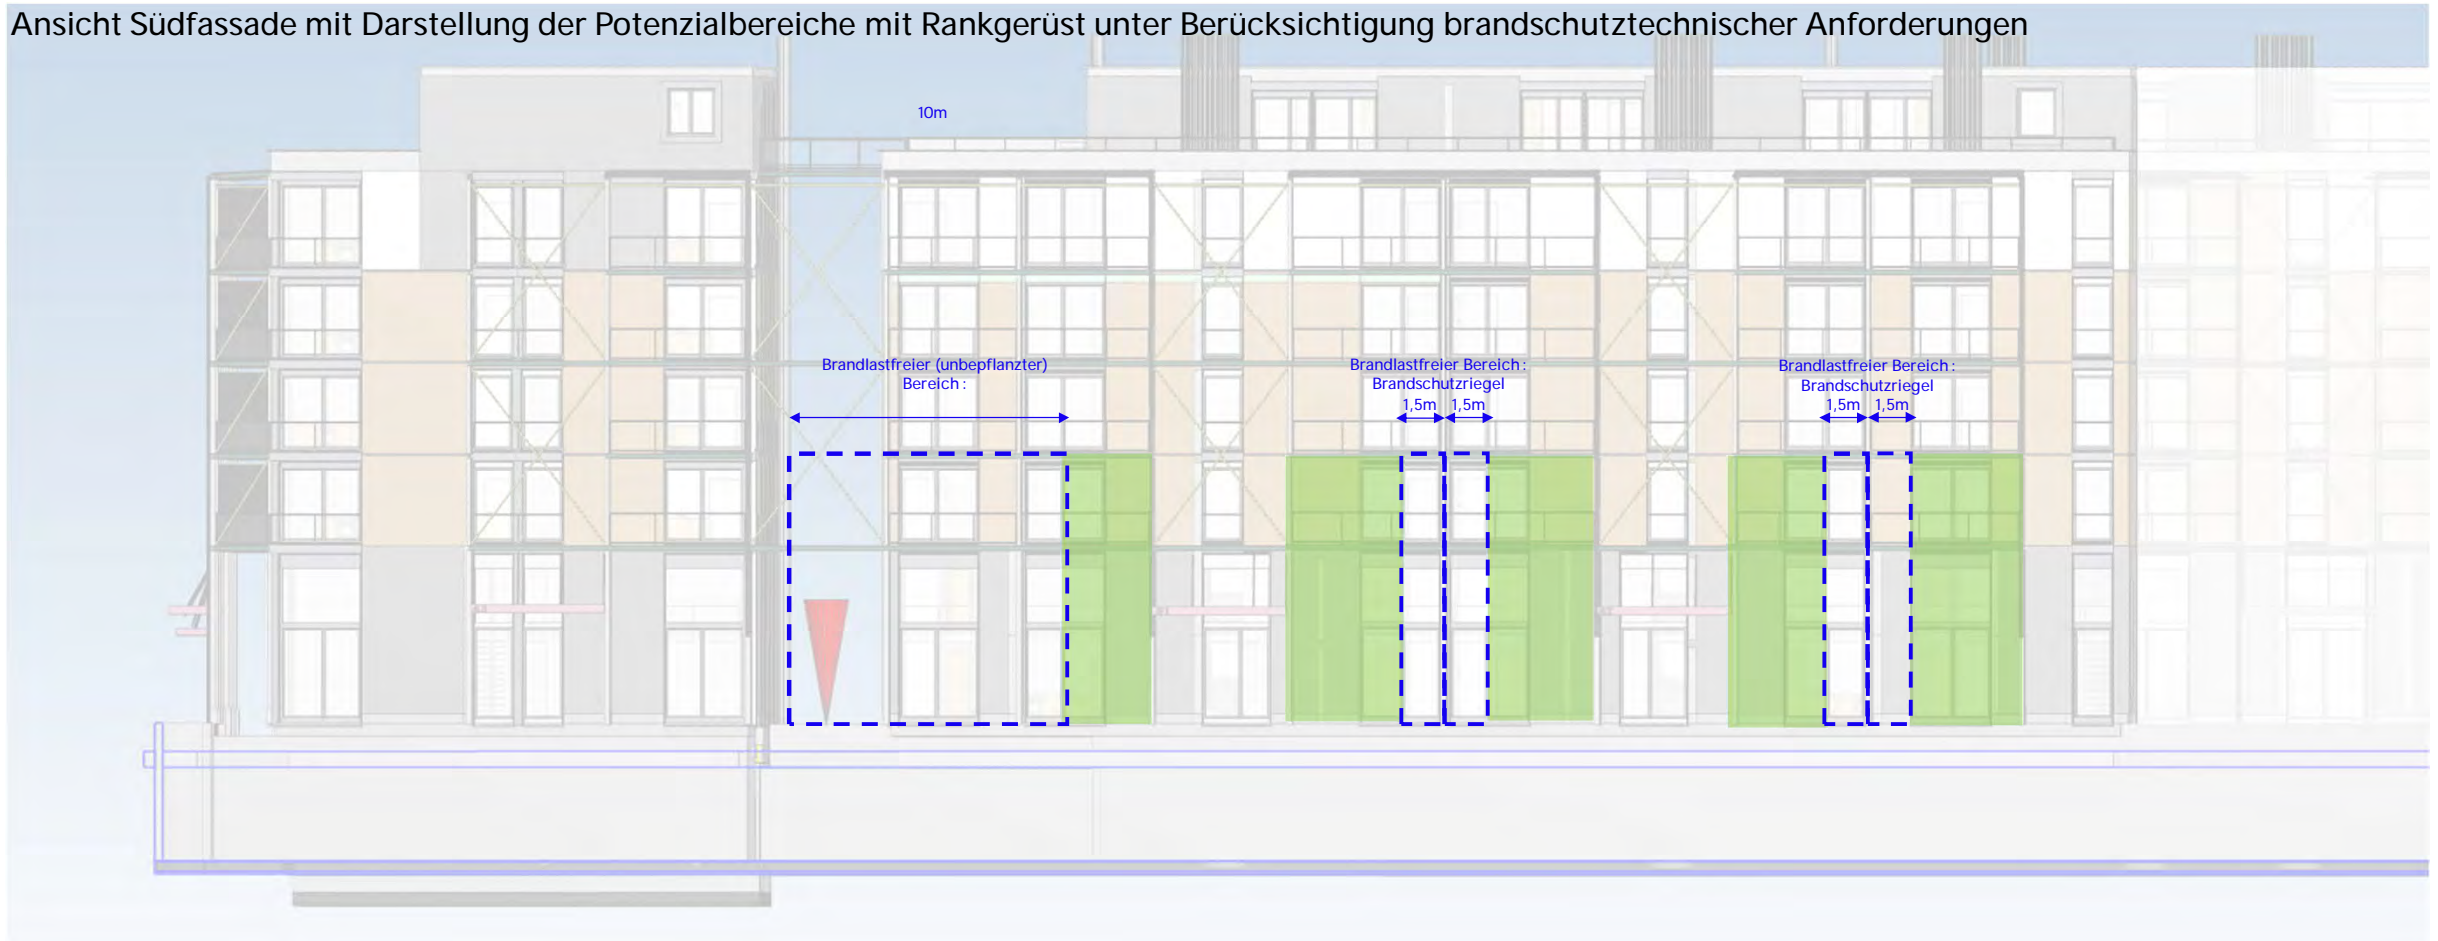 Ansicht Südfassade mit Darstellung der Potenzialbereiche mit Rankgerüst unter Berücksichtigung brandschutztechnischer Anforderungen
10m
Brandlastfreier (unbepflanzter)
Bereich :
Brandlastfreier Bereich :
Brandschutzriegel
1,5m 1,5m
Brandlastfreier Bereich :
Brandschutzriegel
1,5m 1,5m